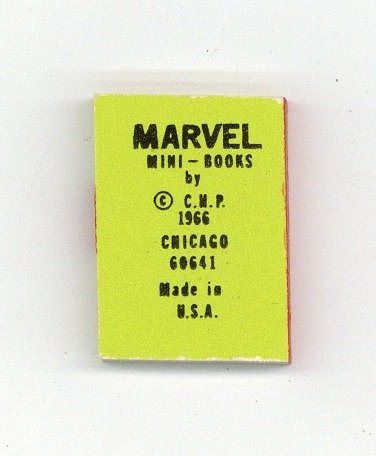 MARVEL
MINI-BOOKS
by
© C.M.P.
1966
CHICAGO
60641
Made in
U.S.A.